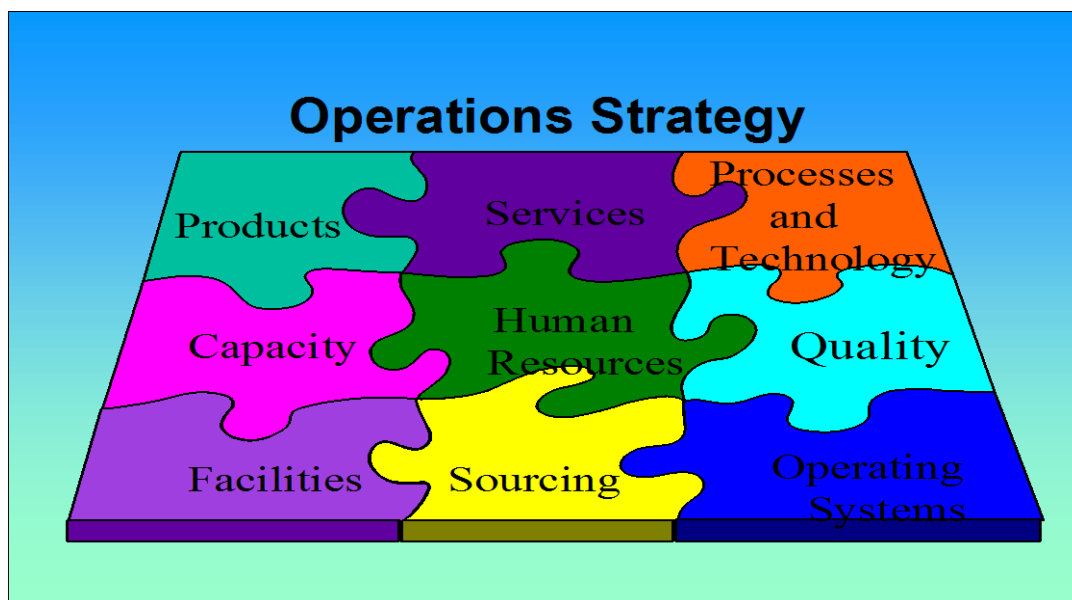 Operations Strategy
Products
Services
Processes
and
Technology
Capacity
Human
Resources
Quality
Facilities
Sourcing
Operating
Systems